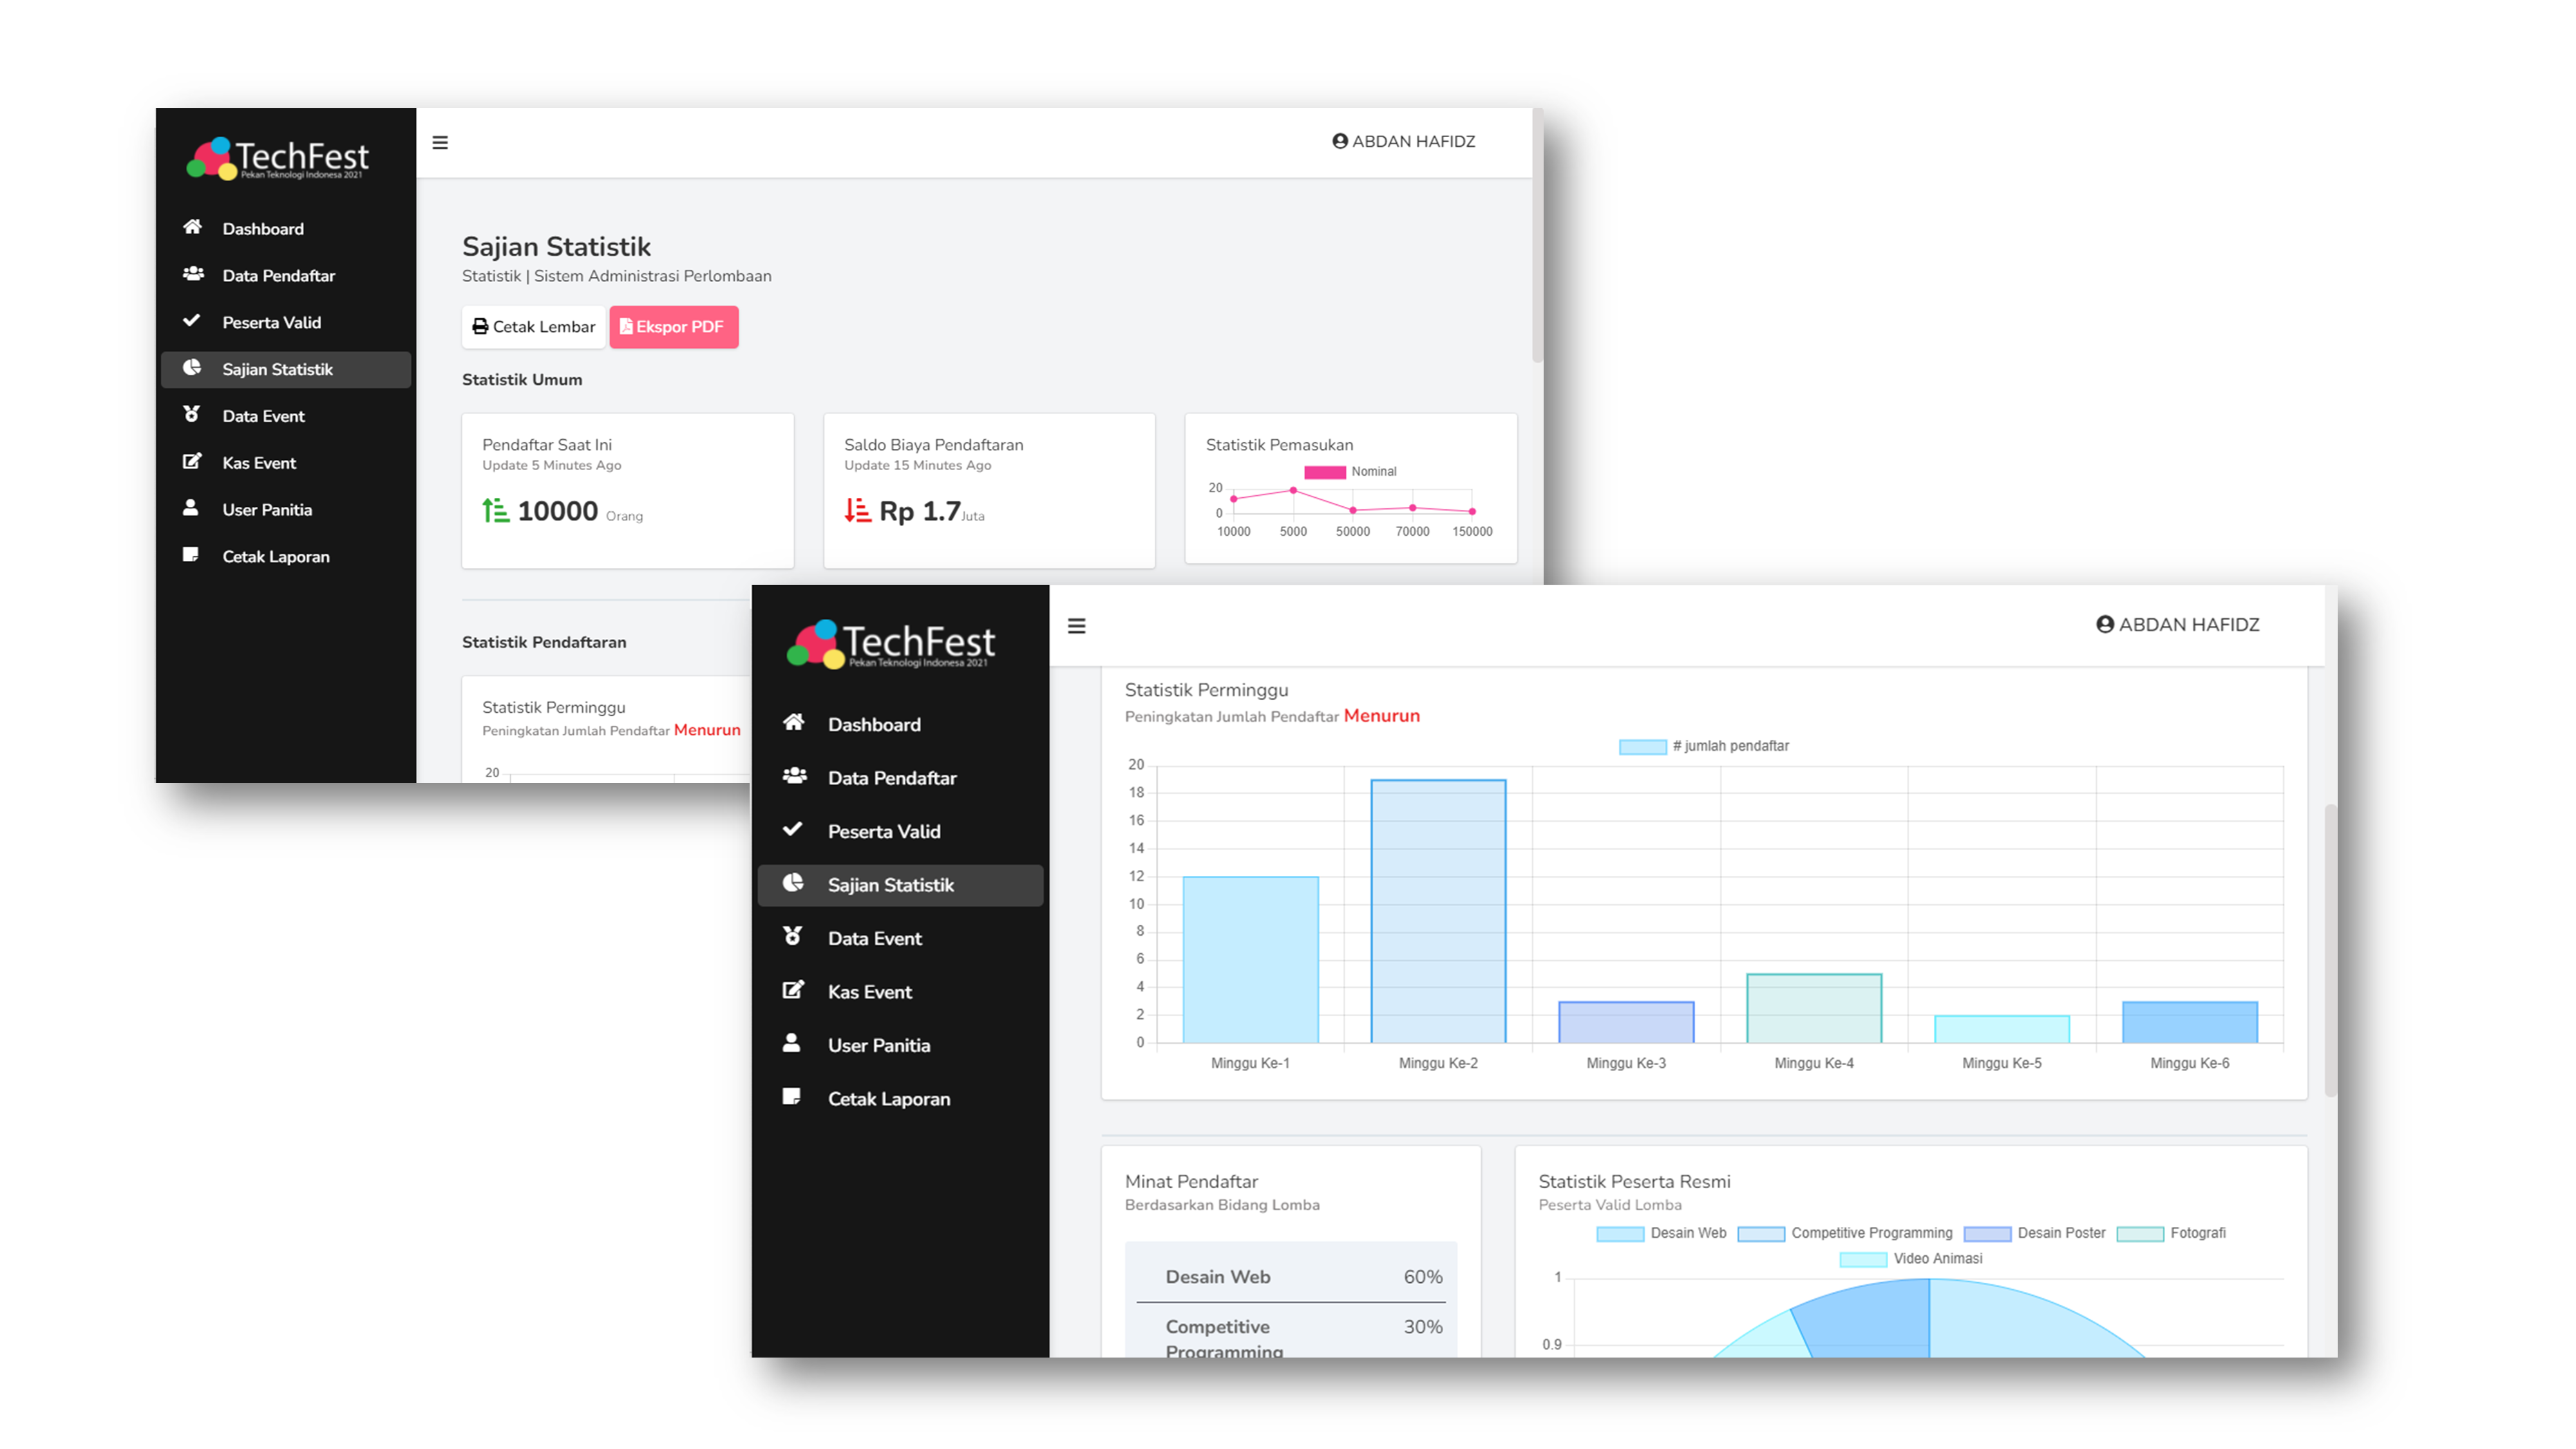 TechFest
Pekan Teknologi Indonesa 2021
Dashboard
Data Pendaftar
Peserta Valid
Sajian Statistik
Data Event
Kas Event
User Panitia
Cetak Laporan
ABDAN HAFIDZ
Sajian Statistik
Statistik | Sistem Administrasi Perlombaan
Cetak Lembar Ekspor PDF
Statistik Umum
Pendaftar Saat Ini
Update 5 Minutes Ago
10000 Orang
Saldo Biaya Pendaftaran
Update 15 Minutes Ago
Rp 1.7 Juta
Statistik Pemasukan
Nominal
20
0
10000 5000 50000 70000 150000
Statistik Pendaftaran
Statistik Perminggu
Peningkatan Jumlah Pendaftar Menurun
20
TechFest
Pekan Teknologi Indonesa 2021
Dashboard
Data Pendaftar
Peserta Valid
Sajian Statistik
Data Event
Kas Event
User Panitia
Cetak Laporan
ABDAN HAFIDZ
Statistik Perminggu
Peningkatan Jumlah Pendaftar Menurun
# jumlah pendaftar
20
18
16
14
12
10
8
6
4
2
0
Minggu Ke-1 Minggu Ke-2 Minggu Ke-3 Minggu Ke-4 Minggu Ke-5 Minggu Ke-6
Minat Pendaftar
Berdasarkan Bidang Lomba
Desain Web 60%
Competitive 30%
Programming
Statistik Peserta Resmi
Peserta Valid Lomba
Desain Web Competitive Programming Desain Poster Fotografi
Video Animasi
1
0.9